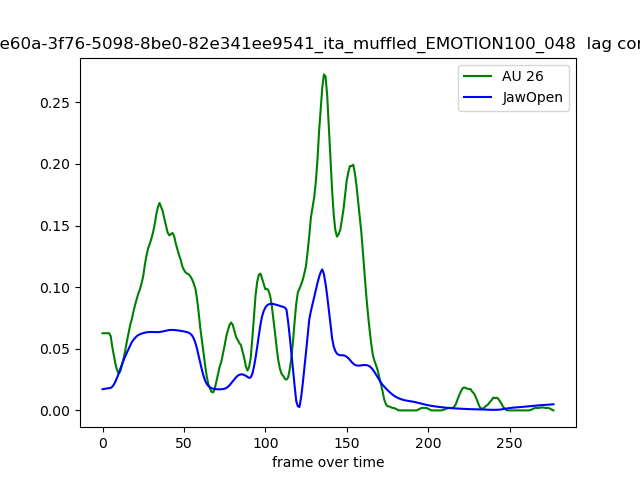 e60a-3f76-5098-8be0-82e341ee9541_ita_muffled_EMOTION100_048 lag cor
AU 26
JawOpen
0.25
0.20
0.15
0.10
0.05
0.00
0 50 100 150 200 250
frame over time